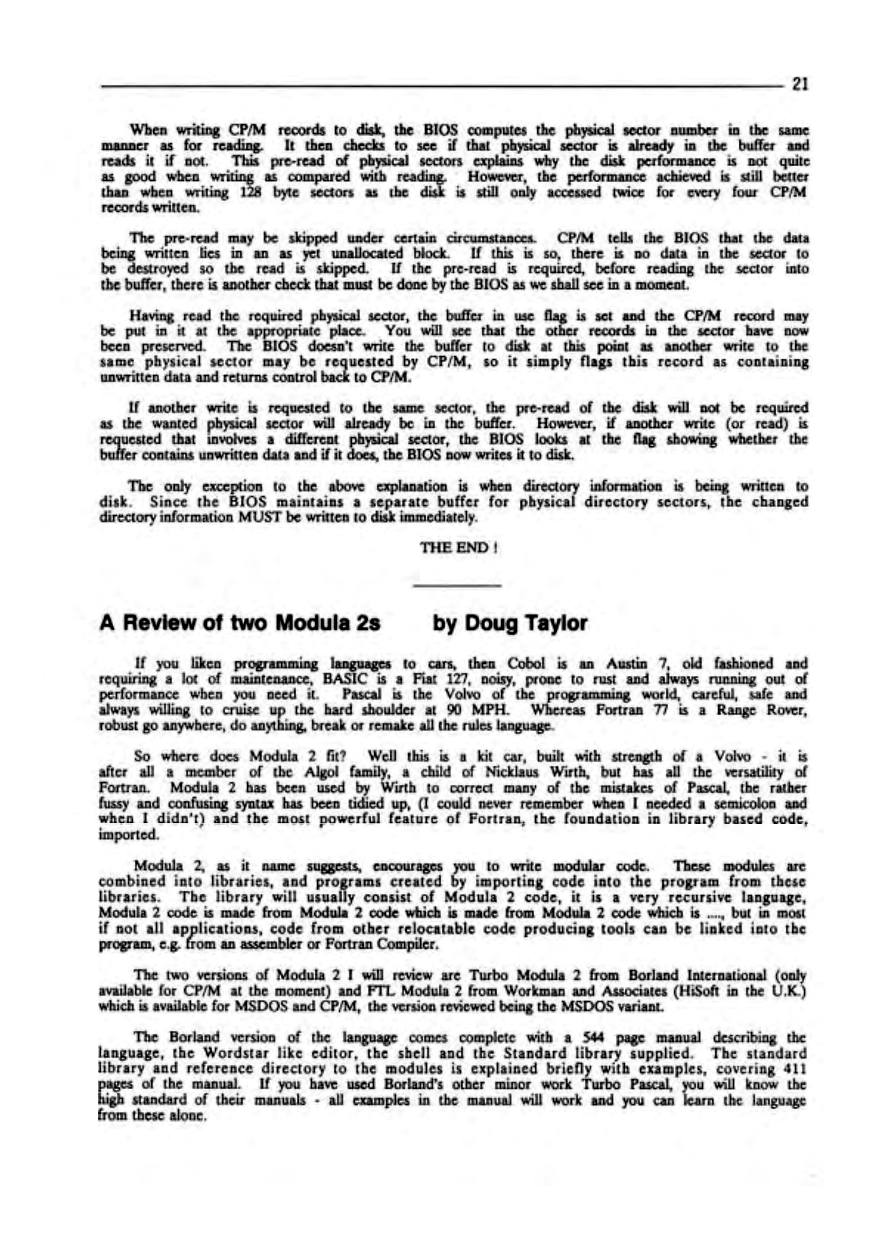 21
When writing CP/M records to disk, the BIOS computes the physical sector number in the same
manner as for reading. It then checks to see if that physical sector is already in the buffer and
reads it if not. This pre-read of physical sectors explains why the disk performance is not quite
as good when writing as compared with reading. However, the performance achieved is still better
than when writing 128 byte sectors as the disk is still only accessed twice for every four CP/M
records written.
The pre-read may be skipped under certain circumstances. CP/M tells the BIOS that the data
being written lies in an as yet unallocated block. If this is so, there is no data in the sector to
be destroyed so the read is skipped. If the pre-read is required, before reading the sector into
the buffer, there is another check that must be done by the BIOS as we shall see in a moment.
Having read the required physical sector, the buffer in use flag is set and the CP/M record may
be put in it at the appropriate place. You will see that the other records in the sector have now
been preserved. The BIOS doesn't write the buffer to disk at this point as another write to the
same physical sector may be requested by CP/M, so it simply flags this record as containing
unwritten data and returns control back to CP/M.
If another write is requested to the same sector, the pre-read of the disk will not be required
as the wanted physical sector will already be in the buffer. However, if another write (or read) is
requested that involves a different physical sector, the BIOS looks at the flag showing whether the
buffer contains unwritten data and if it does, the BIOS now writes it to disk.
The only exception to the above explanation is when directory information is being written to
disk. Since the BIOS maintains a separate buffer for physical directory sectors, the changed
directory information MUST be written to disk immediately.
THE END !
A Review of two Modula 2s by Doug Taylor
If you liken programming languages to cars, then Cobol is an Austin 7, old fashioned and
requiring a lot of maintenance, BASIC is a Fiat 127, noisy, prone to rust and always running out of
performance when you need it. Pascal is the Volvo of the programming world, careful, safe and
always willing to cruise up the hard shoulder at 90 MPH. Whereas Fortran 77 is a Range Rover,
robust go anywhere, do anything, break or remake all the rules language.
So where does Modula 2 fit? Well this is a kit car, built with strength of a Volvo - it is
after all a member of the Algol family, a child of Nicklaus Wirth, but has all the versatility of
Fortran. Modula 2 has been used by Wirth to correct many of the mistakes of Pascal, the rather
fussy and confusing syntax has been tidied up, (I could never remember when I needed a semicolon and
when I didn't) and the most powerful feature of Fortran, the foundation in library based code,
imported.
Modula 2, as it name suggests, encourages you to write modular code. These modules are
combined into libraries, and programs created by importing code into the program from these
libraries. The library will usually consist of Modula 2 code, it is a very recursive language,
Modula 2 code is made from Modula 2 code which is made from Modula 2 code which is ...., but in most
if not all applications, code from other relocatable code producing tools can be linked into the
program, e.g. from an assembler or Fortran Compiler.
The two versions of Modula 2 I will review are Turbo Modula 2 from Borland International (only
available for CP/M at the moment) and FTL Modula 2 from Workman and Associates (HiSoft in the U.K.)
which is available for MSDOS and CP/M, the version reviewed being the MSDOS variant.
The Borland version of the language comes complete with a 544 page manual describing the
language, the Wordstar like editor, the shell and the Standard library supplied. The standard
library and reference directory to the modules is explained briefly with examples, covering 411
pages of the manual. If you have used Borland's other minor work Turbo Pascal, you will know the
high standard of their manuals - all examples in the manual will work and you can learn the language
from these alone.